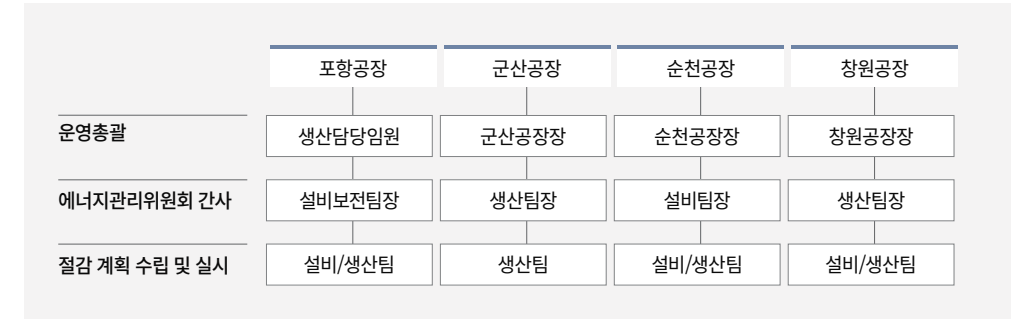 포항공장 군산공장 순천공장 창원공장
운영총괄 생산담당임원 군산공장장 순천공장장 창원공장장
에너지관리위원회 간사 설비보전팀장 생산팀장 설비팀장 생산팀장
절감 계획 수립 및 실시 설비/생산팀 생산팀 설비/생산팀 설비/생산팀